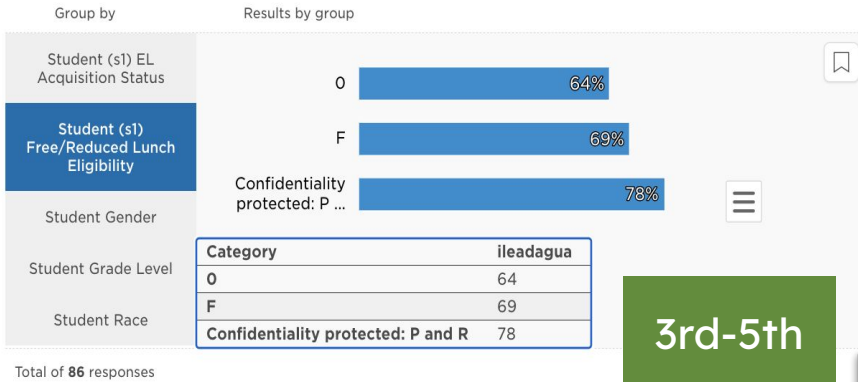 Group by
Results by group
Student (s1) EL
Acquisition Status
Student (s1)
Free/Reduced Lunch
Eligibility
Student Gender
Student Grade Level
Student Race
0
64%
F
69%
Confidentiality
protected: P ...
78%
Category ileadagua
0 64
F 69
Confidentiality protected: P and R 78
3rd-5th
Total of 86 responses